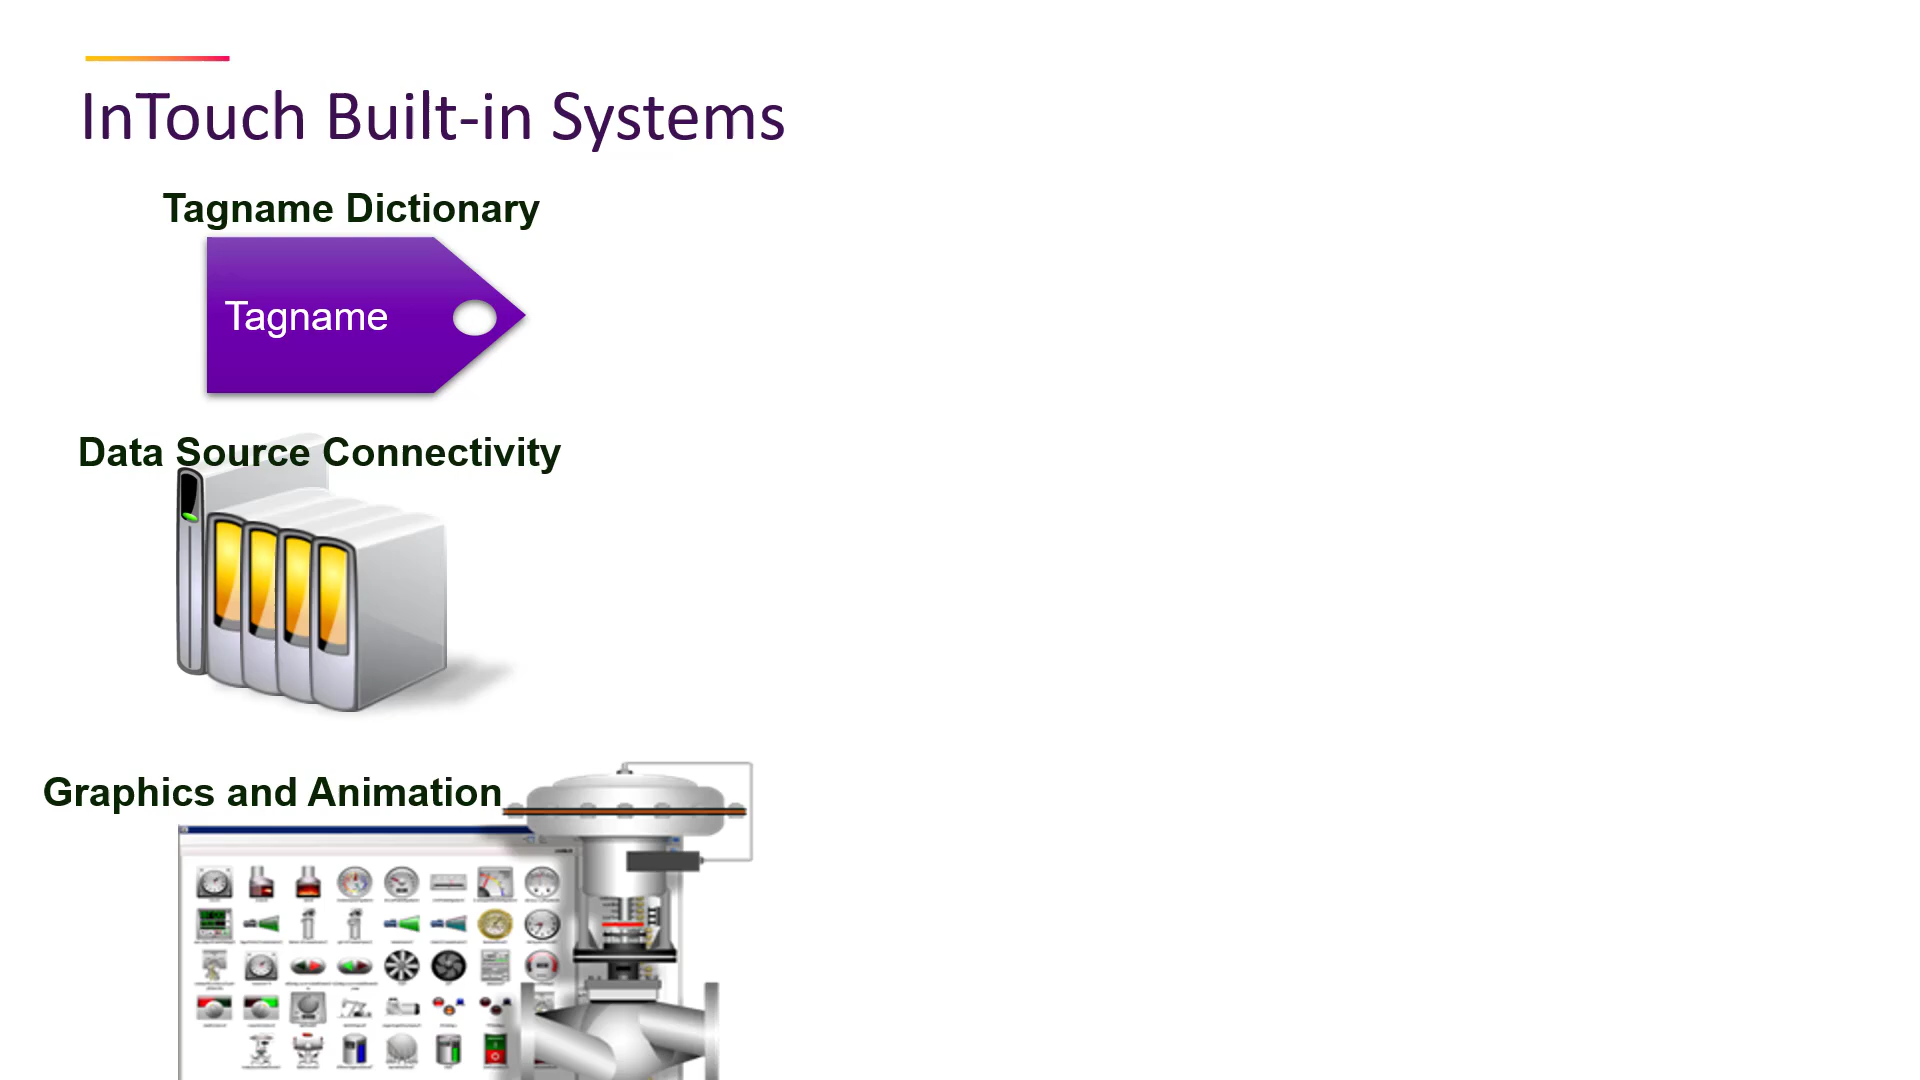 InTouch Built-in Systems
Tagname Dictionary
Tagname
Data Source Connectivity
Graphics and Animation